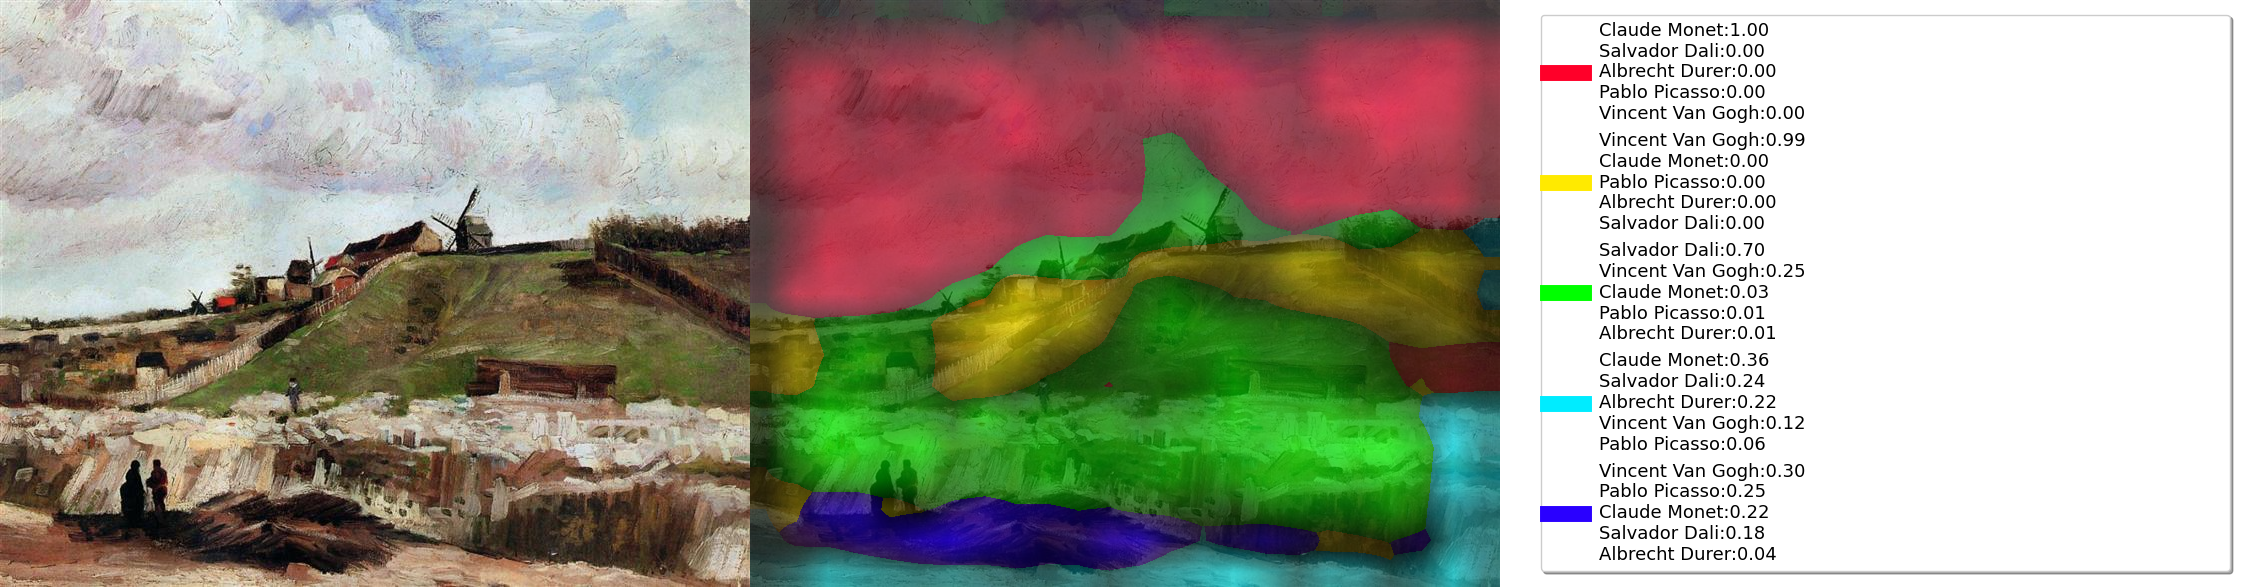 Claude Monet:1.00
Salvador Dali:0.00
Albrecht Durer:0.00
Pablo Picasso:0.00
Vincent Van Gogh:0.00
Vincent Van Gogh:0.99
Claude Monet:0.00
Pablo Picasso:0.00
Albrecht Durer:0.00
Salvador Dali:0.00
Salvador Dali:0.70
Vincent Van Gogh:0.25
Claude Monet:0.03
Pablo Picasso:0.01
Albrecht Durer:0.01
Claude Monet:0.36
Salvador Dali:0.24
Albrecht Durer:0.22
Vincent Van Gogh:0.12
Pablo Picasso:0.06
Vincent Van Gogh:0.30
Pablo Picasso:0.25
Claude Monet:0.22
Salvador Dali:0.18
Albrecht Durer:0.04